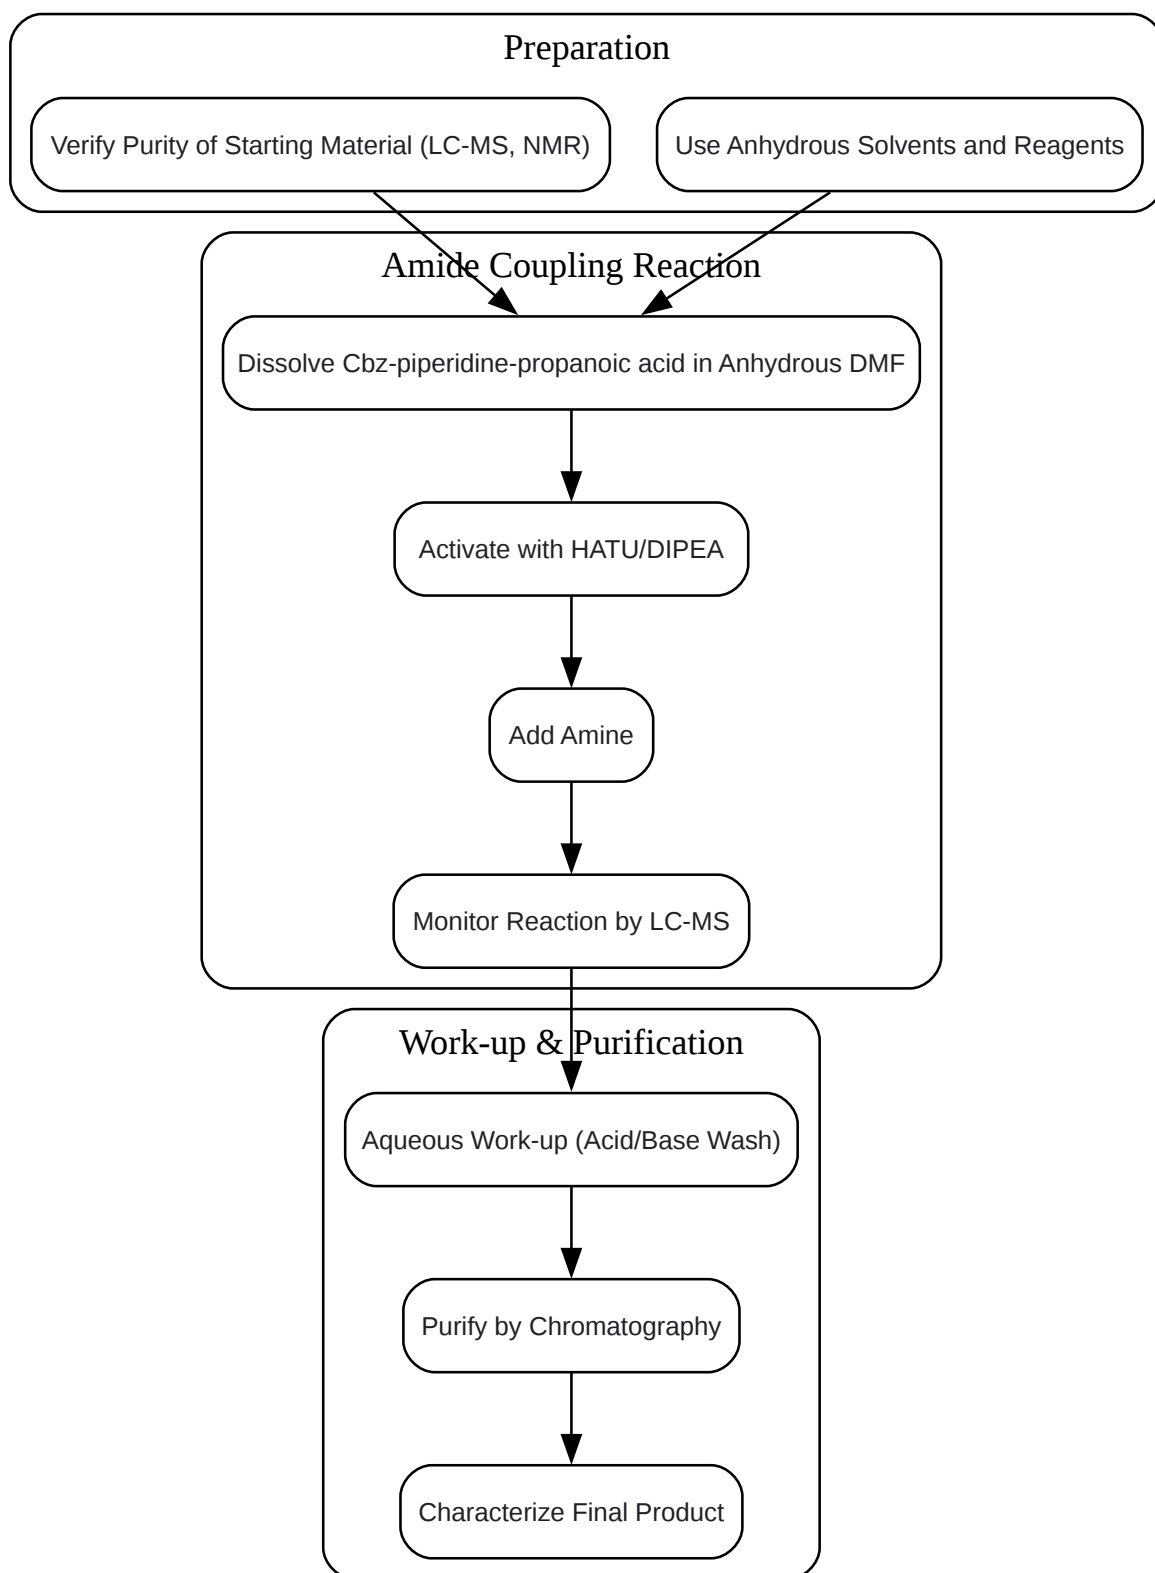 Preparation
Verify Purity of Starting Material (LC-MS, NMR)
Use Anhydrous Solvents and Reagents
Amide Coupling Reaction
Dissolve Cbz-piperidine-propanoic acid in Anhydrous DMF
Activate with HATU/DIPEA
Add Amine
Monitor Reaction by LC-MS
Work-up & Purification
Aqueous Work-up (Acid/Base Wash)
Purify by Chromatography
Characterize Final Product